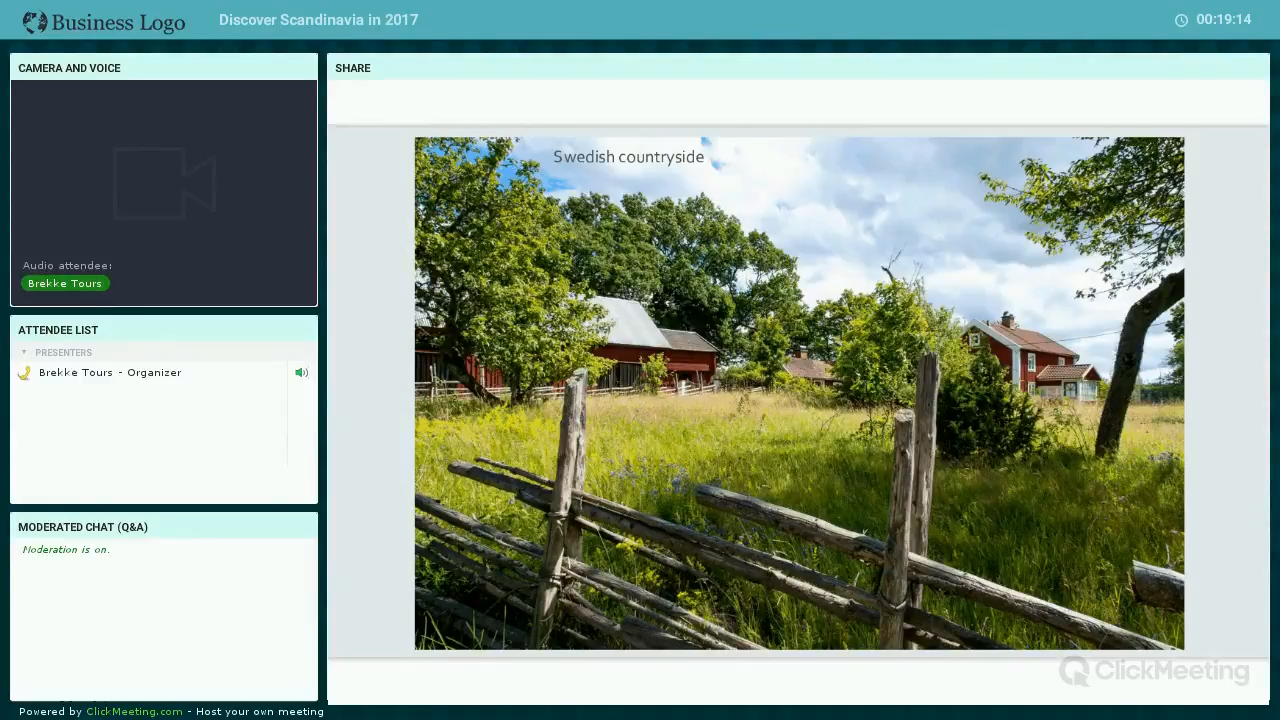 Business Logo
Discover Scandinavia in 2017
00:19:14
CAMERA AND VOICE
Audio attendee:
Brekke Tours
ATTENDEE LIST
PRESENTERS
Brekke Tours - Organizer
MODERATED CHAT (Q&A)
Moderation is on.
Powered by ClickMeeting.com - Host your own meeting
SHARE
Swedish countryside
ClickMeeting